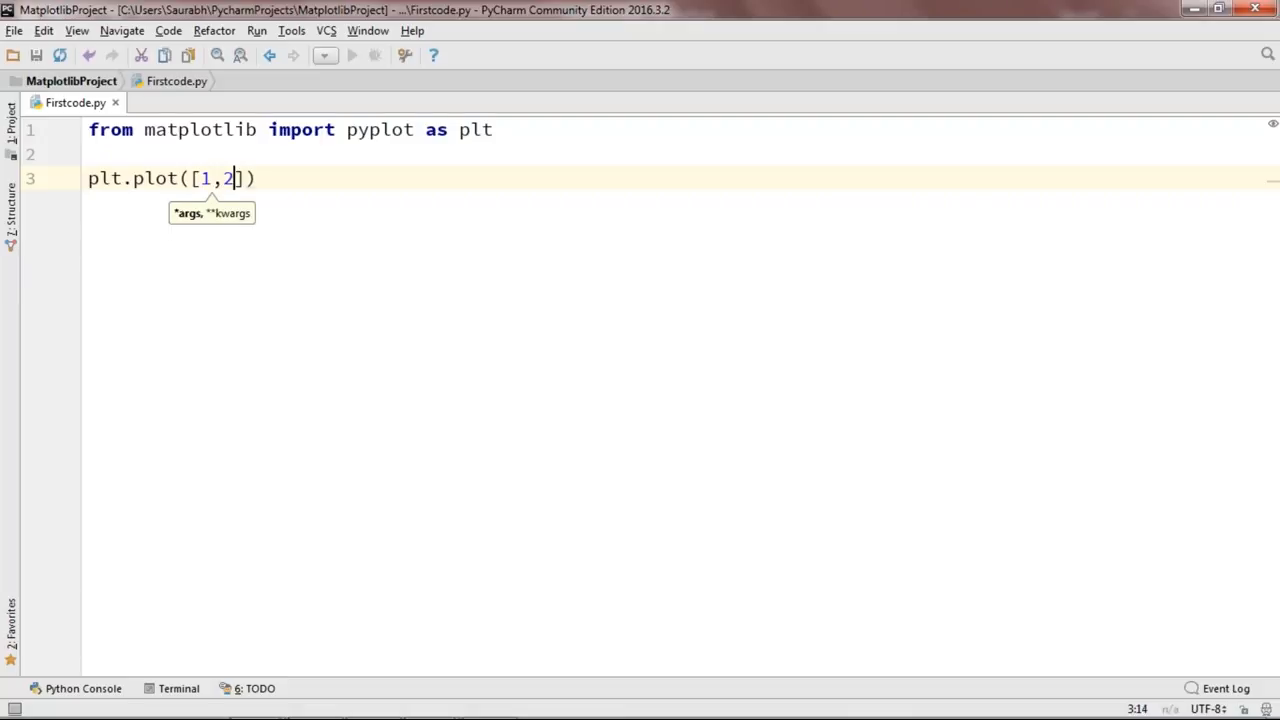 MatplotlibProject - [C:\Users\Saurabh\PycharmProjects\MatplotlibProject] - ...\Firstcode.py - PyCharm Community Edition 2016.3.2
File Edit View Navigate Code Refactor Run Tools VCS Window Help
MatplotlibProject Firstcode.py
Firstcode.py
1: Project
7: Structure
2: Favorites
1 from matplotlib import pyplot as plt
2
3 plt.plot([1,2])
*args, **kwargs
Python Console Terminal 6: TODO Event Log
3:14 n/a UTF-8